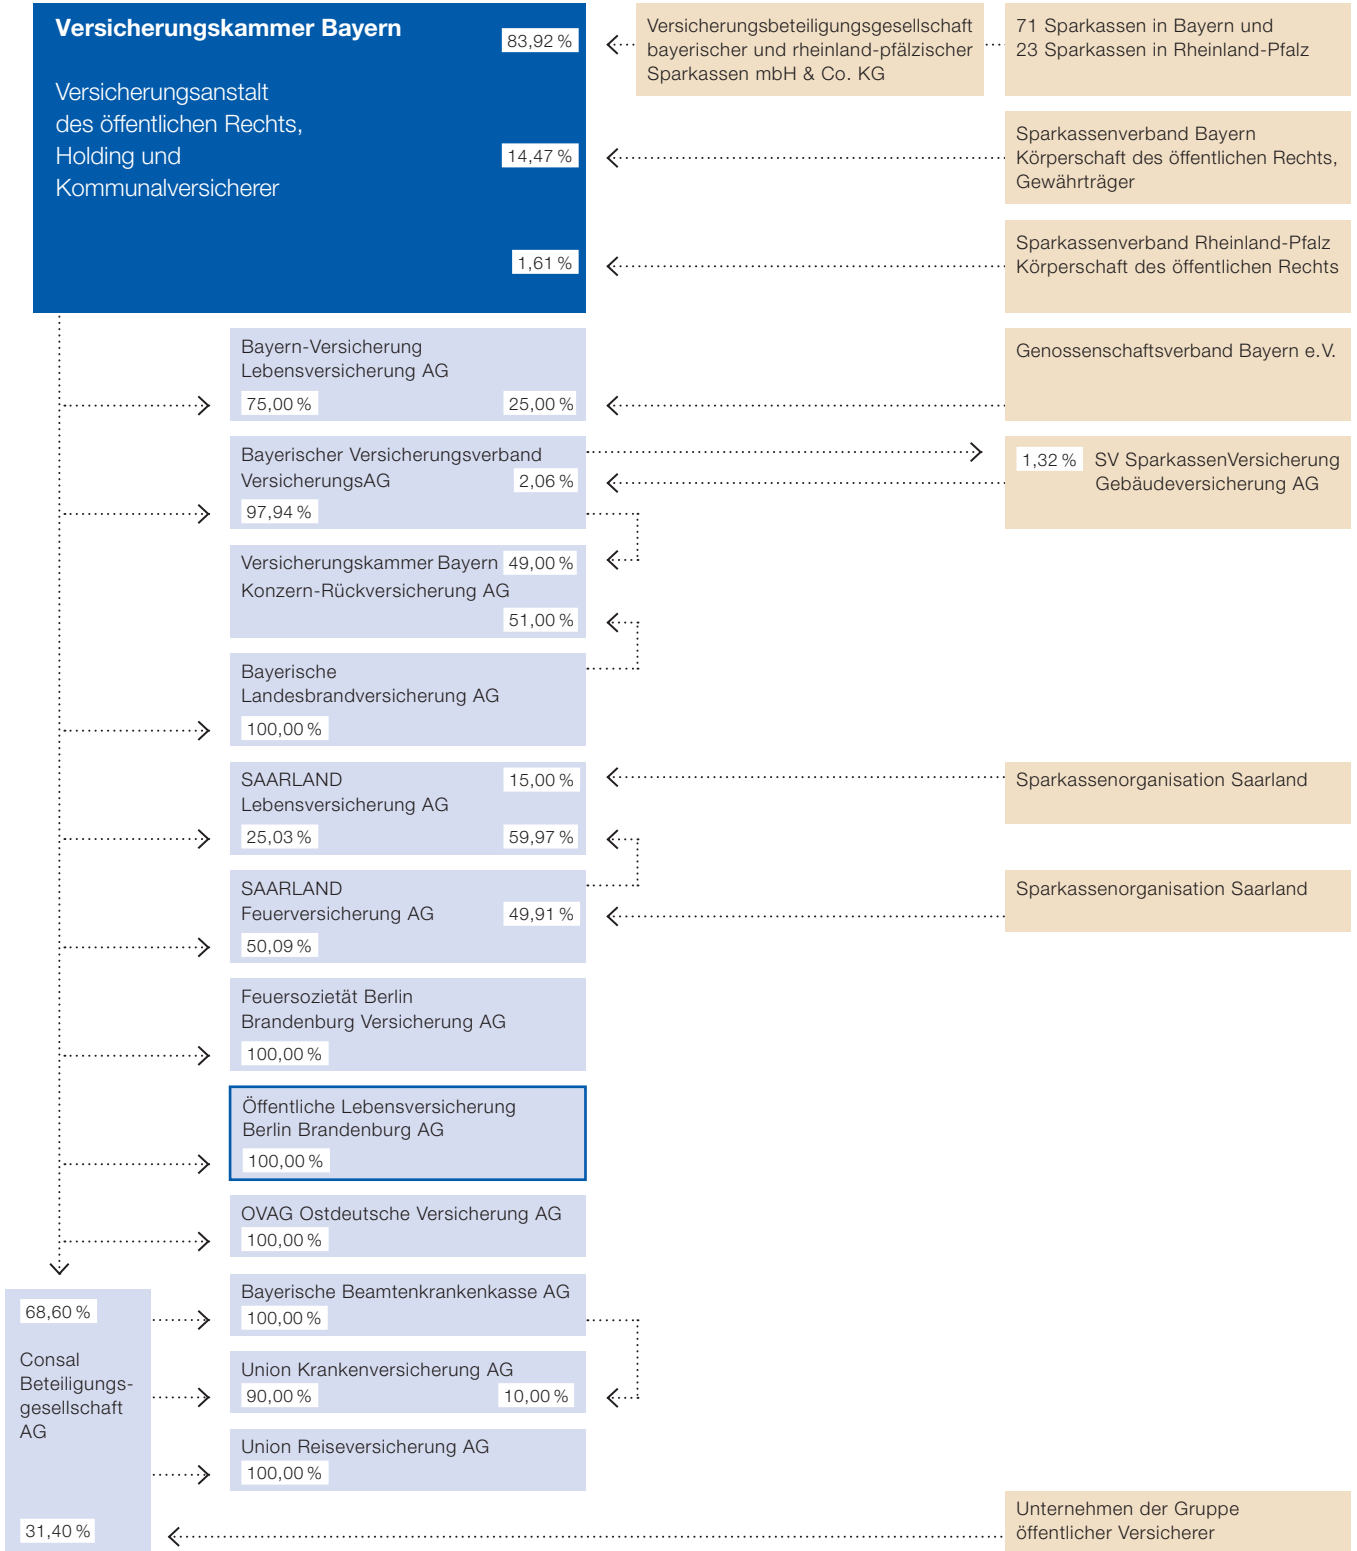 Versicherungskammer Bayern
83,92 %
Versicherungsanstalt
des öffentlichen Rechts,
Holding und
Kommunalversicherer
14,47 %
1,61 %
Versicherungsbeteiligungsgesellschaft
bayerischer und rheinland-pfälzischer
Sparkassen mbH & Co. KG
71 Sparkassen in Bayern und
23 Sparkassen in Rheinland-Pfalz
Sparkassenverband Bayern
Körperschaft des öffentlichen Rechts,
Gewährträger
Sparkassenverband Rheinland-Pfalz
Körperschaft des öffentlichen Rechts
Bayern-Versicherung
Lebensversicherung AG
75,00 % 25,00 %
Genossenschaftsverband Bayern e.V.
Bayerischer Versicherungsverband
VersicherungsAG 2,06 %
97,94 %
1,32 % SV SparkassenVersicherung
Gebäudeversicherung AG
Versicherungskammer Bayern 49,00 %
Konzern-Rückversicherung AG
51,00 %
Bayerische
Landesbrandversicherung AG
100,00 %
SAARLAND 15,00 %
Lebensversicherung AG
25,03 % 59,97 %
Sparkassenorganisation Saarland
SAARLAND
Feuerversicherung AG 49,91 %
50,09 %
Sparkassenorganisation Saarland
Feuersozietät Berlin
Brandenburg Versicherung AG
100,00 %
Öffentliche Lebensversicherung
Berlin Brandenburg AG
100,00 %
OVAG Ostdeutsche Versicherung AG
100,00 %
68,60 %
Consal
Beteiligungs-
gesellschaft
AG
31,40 %
Bayerische Beamtenkrankenkasse AG
100,00 %
Union Krankenversicherung AG
90,00 % 10,00 %
Union Reiseversicherung AG
100,00 %
Unternehmen der Gruppe
öffentlicher Versicherer